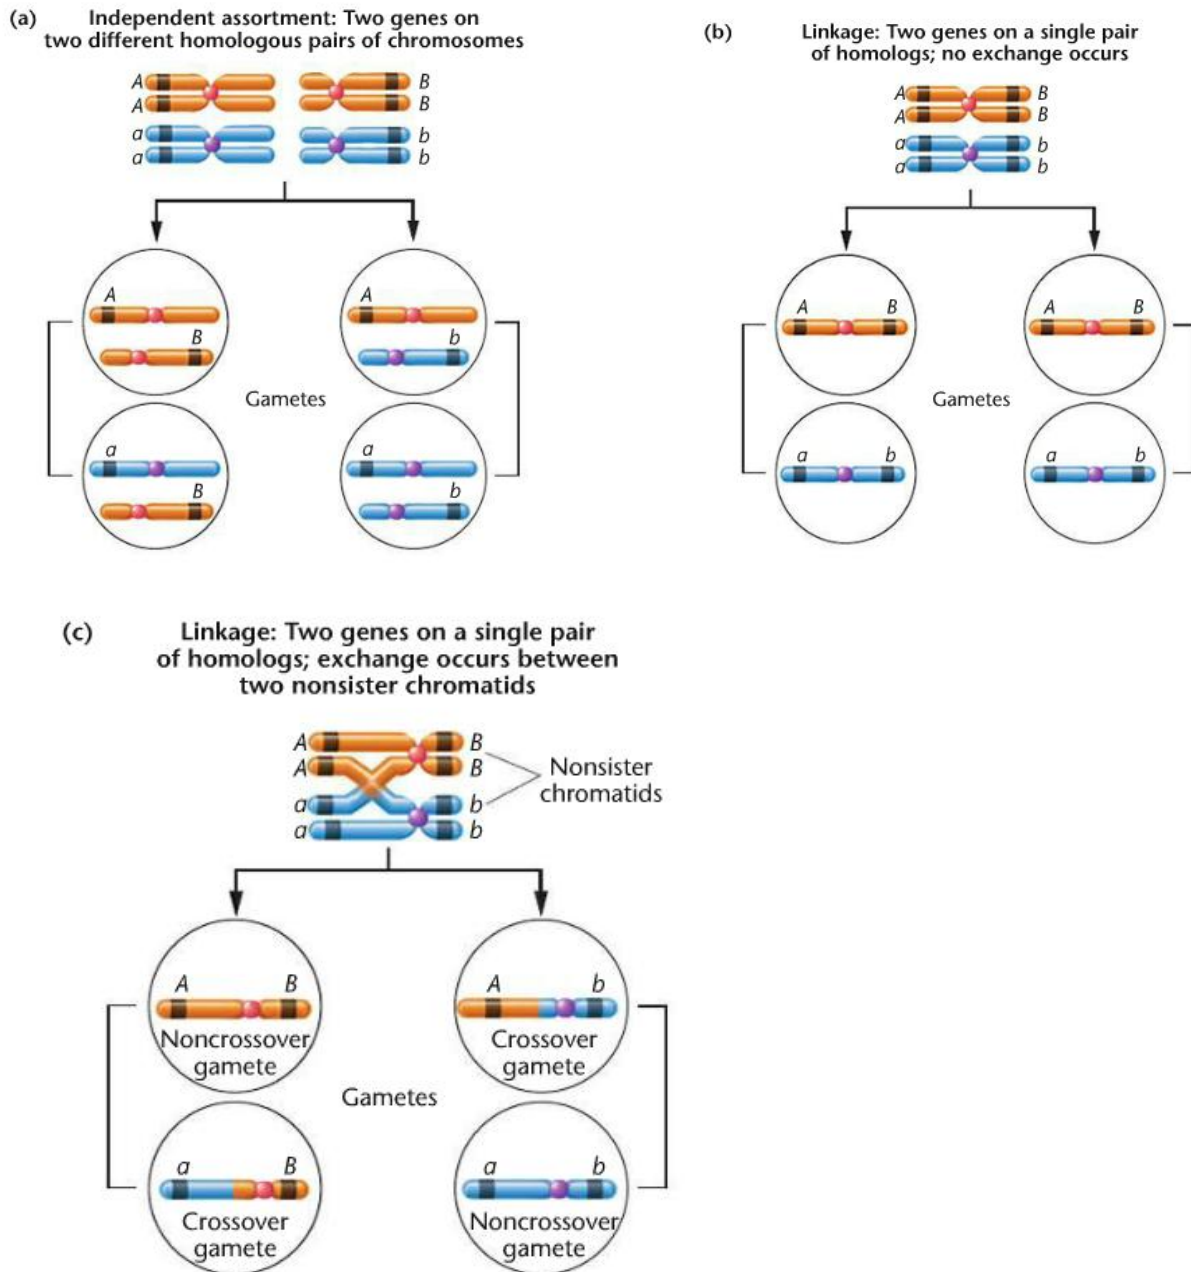 (a) Independent assortment: Two genes on
two different homologous pairs of chromosomes
A B
A B
a b
a b
A A
B b
Gametes
a a
B b
(b) Linkage: Two genes on a single pair
of homologs; no exchange occurs
A B
A B
a b
a b
A B A B
Gametes
a b a b
(c) Linkage: Two genes on a single pair
of homologs; exchange occurs between
two nonsister chromatids
A B
A B
Nonsister
chromatids
a b
a b
A B A b
Noncrossover Crossover
gamete gamete
Gametes
a B a b
Crossover Noncrossover
gamete gamete